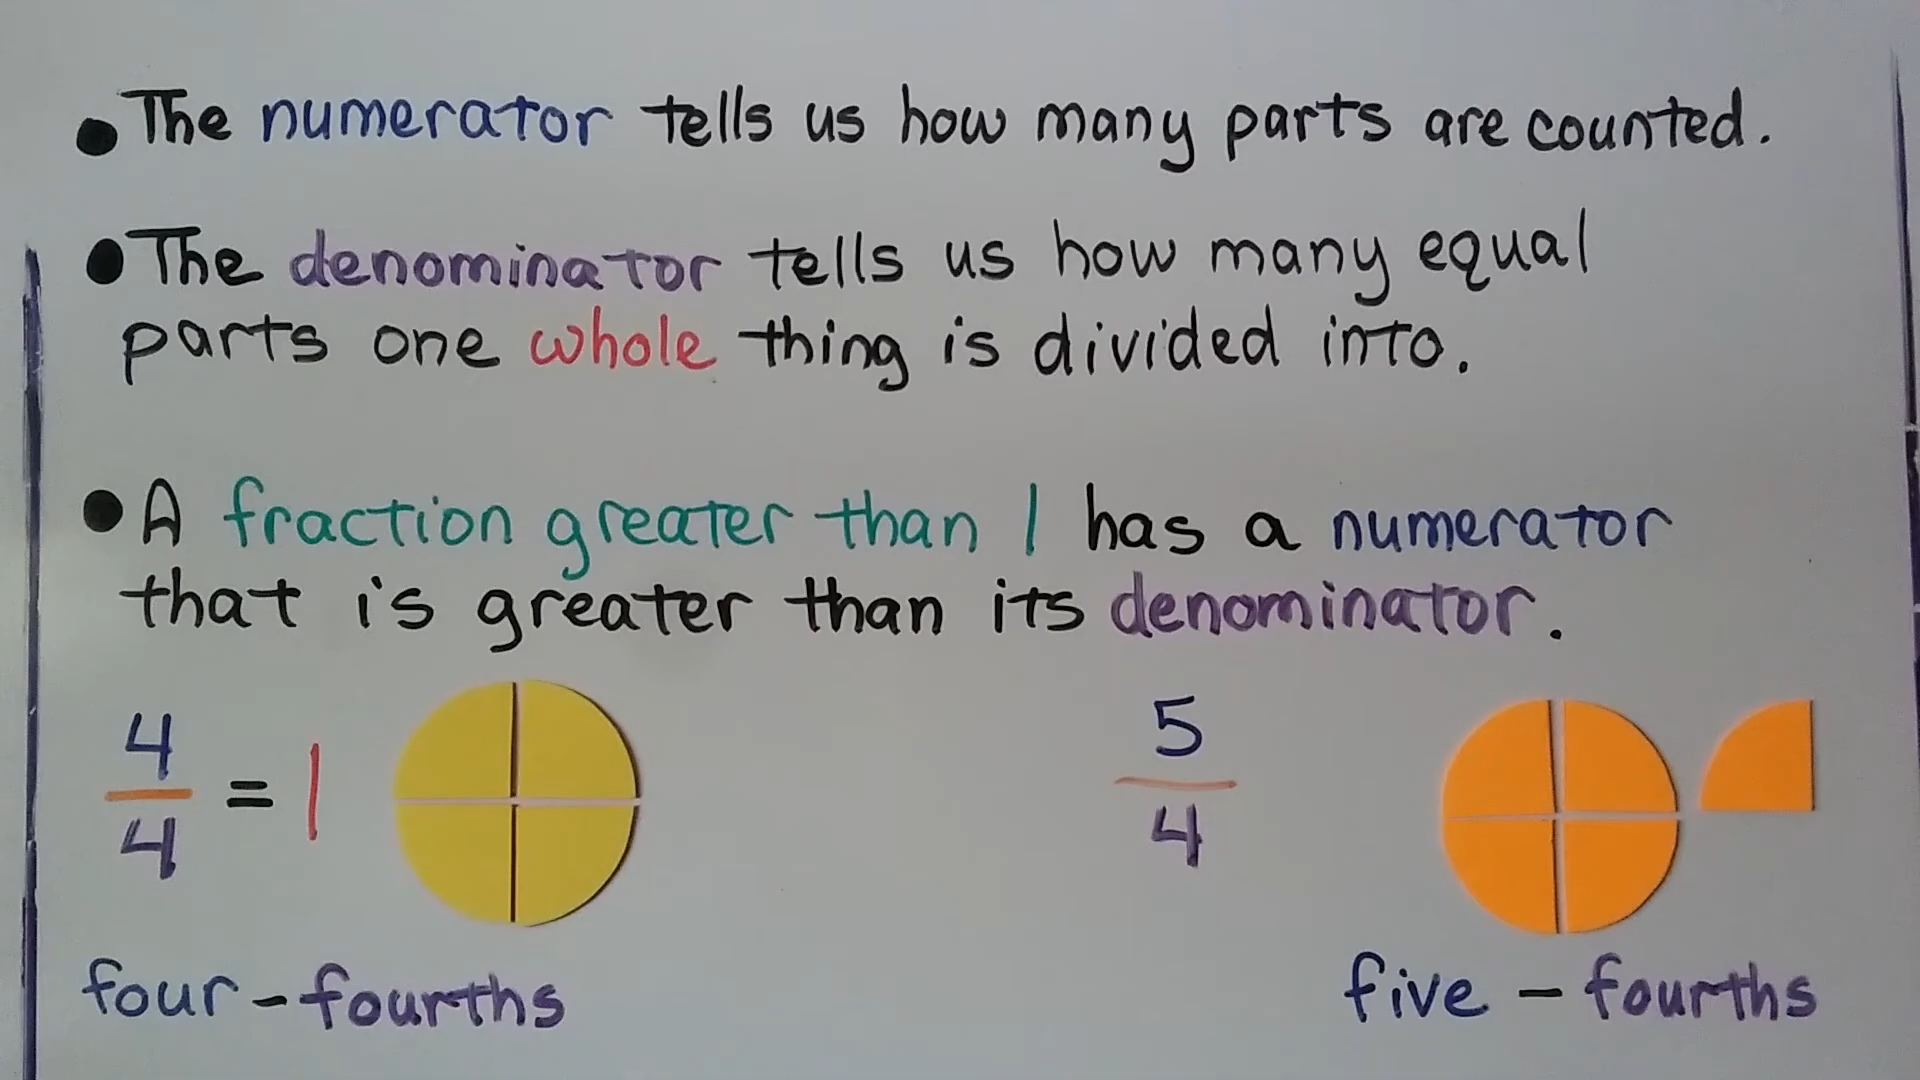 • The numerator tells us how many parts are counted.
• The denominator tells us how many equal
parts one whole thing is divided into.
• A fraction greater than 1 has a numerator
that is greater than its denominator.
4/4 = 1
5/4
four - fourths
five - fourths